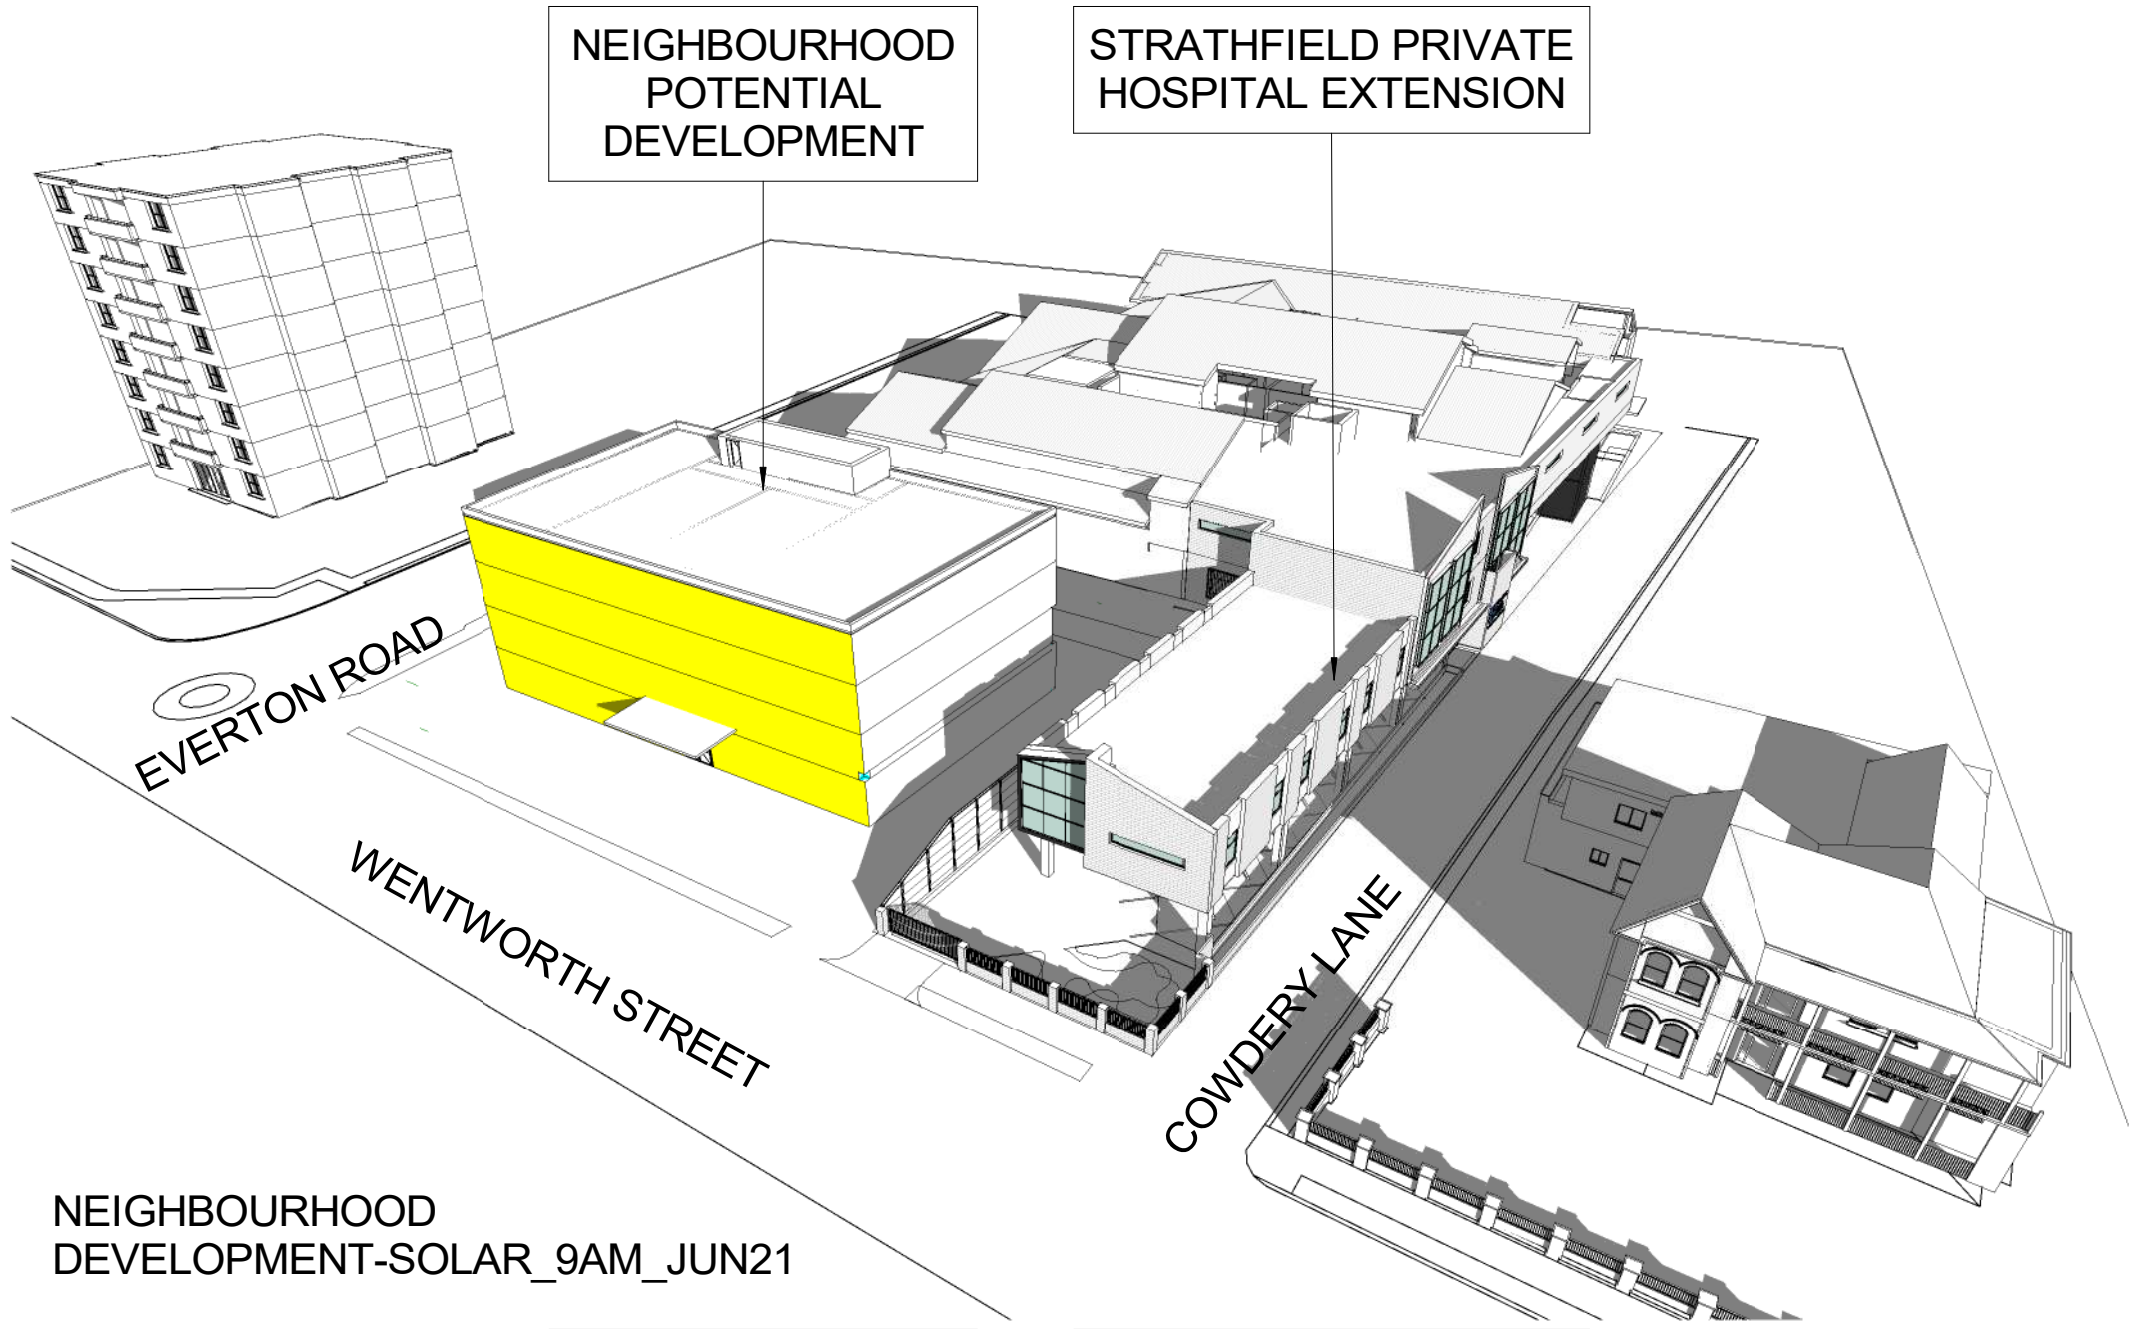 NEIGHBOURHOOD
POTENTIAL
DEVELOPMENT
STRATHFIELD PRIVATE
HOSPITAL EXTENSION
EVERTON ROAD
WENTWORTH STREET
COWDERY LANE
NEIGHBOURHOOD
DEVELOPMENT-SOLAR_9AM_JUN21